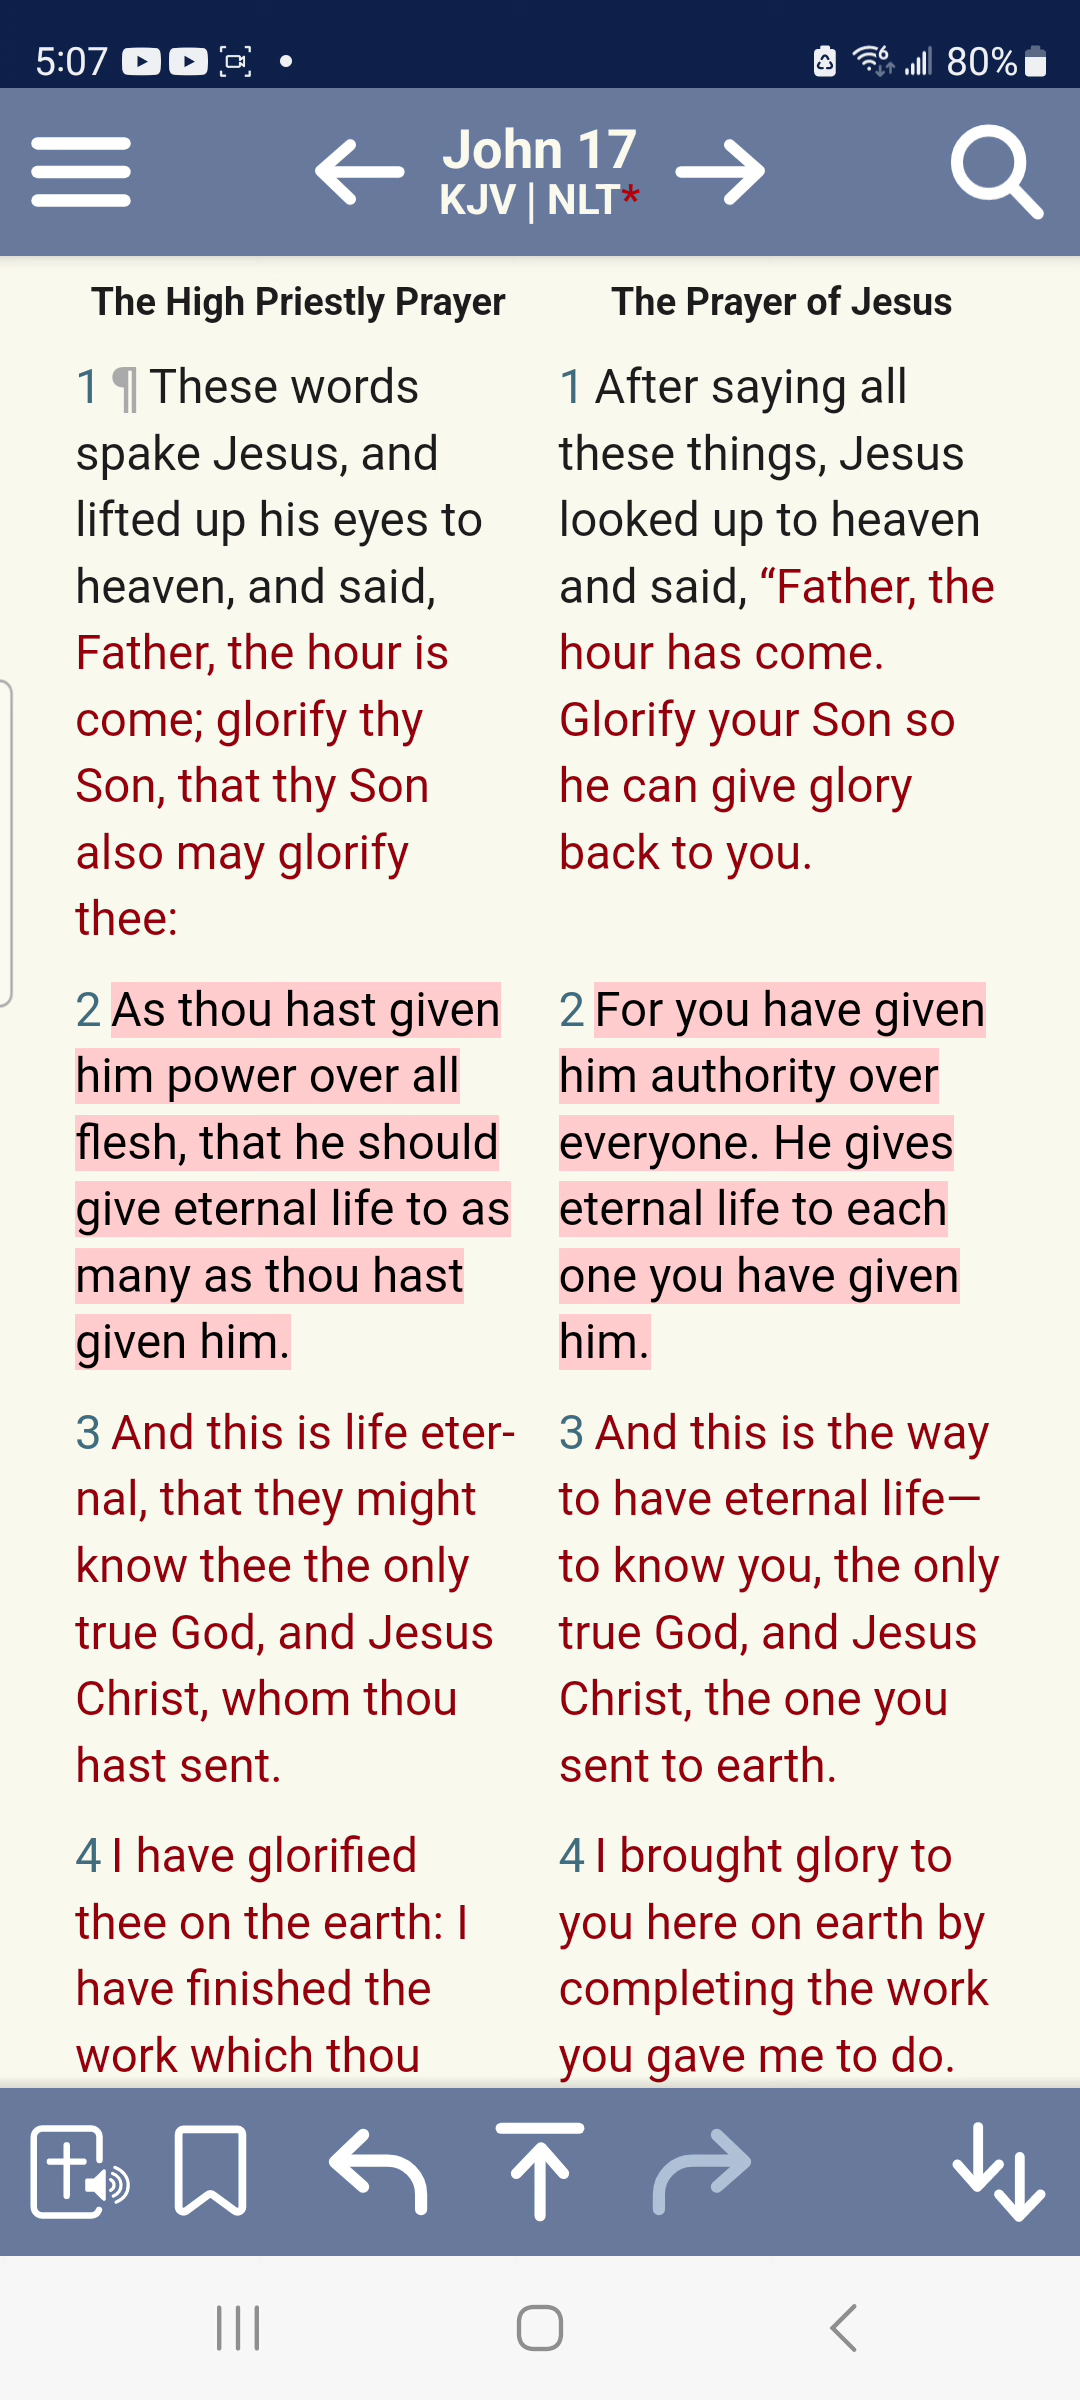 5:07
80%
John 17
KJV | NLT*
The High Priestly Prayer
1 ¶ These words
spake Jesus, and
lifted up his eyes to
heaven, and said,
Father, the hour is
come; glorify thy
Son, that thy Son
also may glorify
thee:
2 As thou hast given
him power over all
flesh, that he should
give eternal life to as
many as thou hast
given him.
3 And this is life eter-
nal, that they might
know thee the only
true God, and Jesus
Christ, whom thou
hast sent.
4 I have glorified
thee on the earth: I
have finished the
work which thou
The Prayer of Jesus
1 After saying all
these things, Jesus
looked up to heaven
and said, “Father, the
hour has come.
Glorify your Son so
he can give glory
back to you.
2 For you have given
him authority over
everyone. He gives
eternal life to each
one you have given
him.
3 And this is the way
to have eternal life—
to know you, the only
true God, and Jesus
Christ, the one you
sent to earth.
4 I brought glory to
you here on earth by
completing the work
you gave me to do.